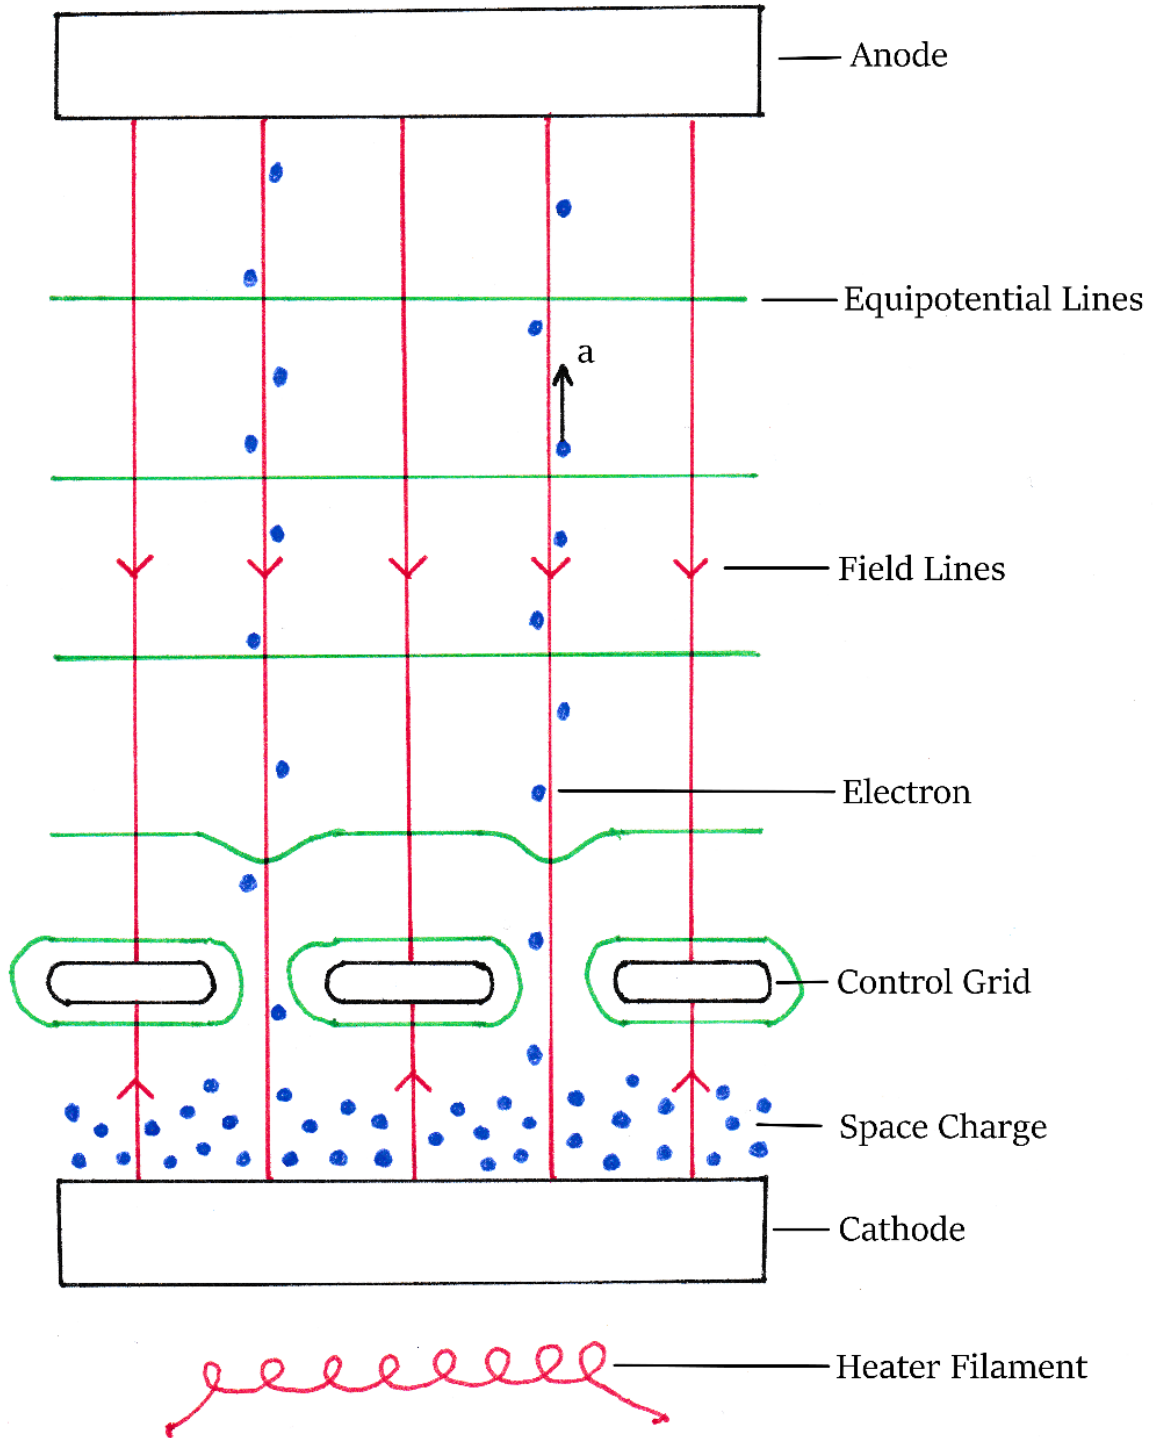 Anode
Equipotential Lines
a
Field Lines
Electron
Control Grid
Space Charge
Cathode
Heater Filament